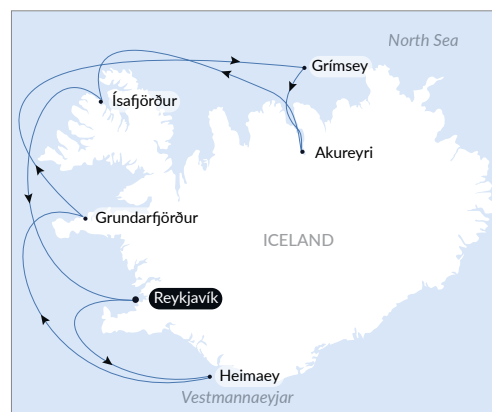 North Sea
Grímsey
Ísafjörður
Akureyri
Grundarfjörður
ICELAND
Reykjavík
Heimaey
Vestmannaeyjar